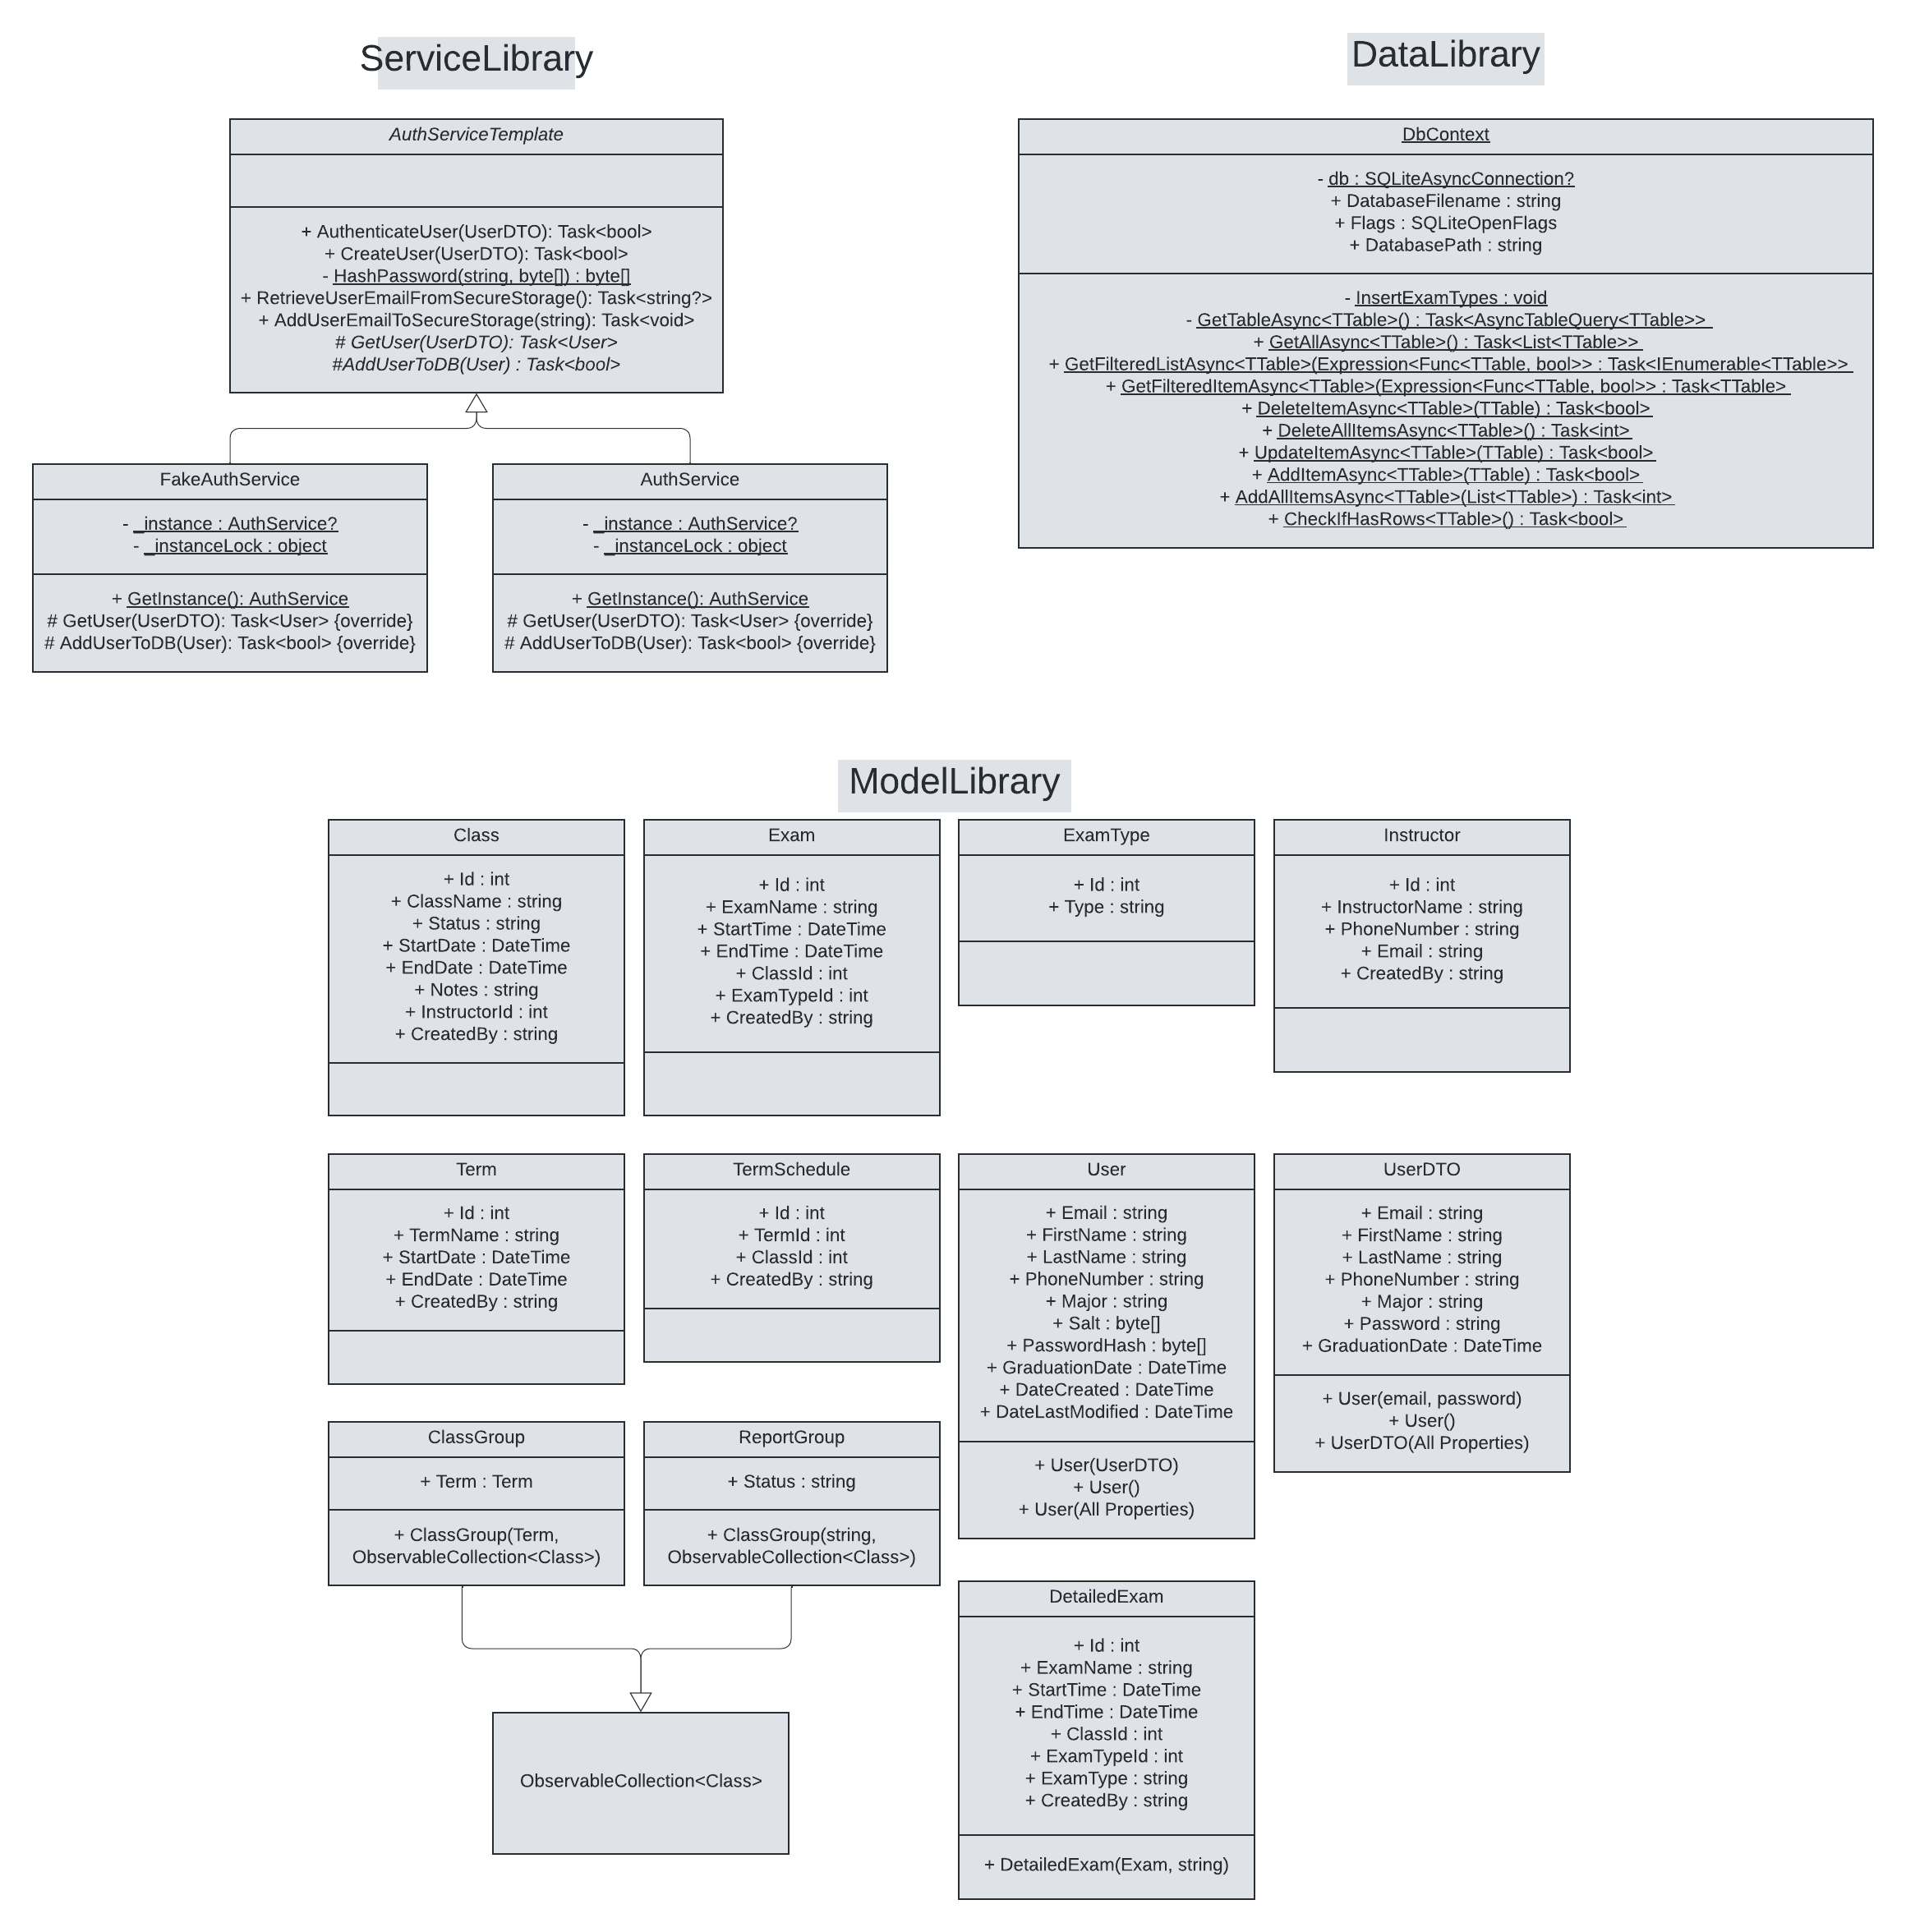 ServiceLibrary
AuthServiceTemplate
+ AuthenticateUser(UserDTO): Task<bool>
+ CreateUser(UserDTO): Task<bool>
- HashPassword(string, byte[]) : byte[]
+ RetrieveUserEmailFromSecureStorage(): Task<string?>
+ AddUserEmailToSecureStorage(string): Task<void>
# GetUser(UserDTO): Task<User>
#AddUserToDB(User) : Task<bool>
FakeAuthService
- _instance : AuthService?
- _instanceLock : object
+ GetInstance(): AuthService
# GetUser(UserDTO): Task<User> {override}
# AddUserToDB(User): Task<bool> {override}
AuthService
- _instance : AuthService?
- _instanceLock : object
+ GetInstance(): AuthService
# GetUser(UserDTO): Task<User> {override}
# AddUserToDB(User): Task<bool> {override}
DataLibrary
DbContext
- db : SQLiteAsyncConnection?
+ DatabaseFilename : string
+ Flags : SQLiteOpenFlags
+ DatabasePath : string
- InsertExamTypes : void
- GetTableAsync<TTable>() : Task<AsyncTableQuery<TTable>>
+ GetAllAsync<TTable>() : Task<List<TTable>>
+ GetFilteredListAsync<TTable>(Expression<Func<TTable, bool>> : Task<IEnumerable<TTable>>
+ GetFilteredItemAsync<TTable>(Expression<Func<TTable, bool>> : Task<TTable>
+ DeleteItemAsync<TTable>(TTable) : Task<bool>
+ DeleteAllItemsAsync<TTable>() : Task<int>
+ UpdateItemAsync<TTable>(TTable) : Task<bool>
+ AddItemAsync<TTable>(TTable) : Task<bool>
+ AddAllItemsAsync<TTable>(List<TTable>) : Task<int>
+ CheckIfHasRows<TTable>() : Task<bool>
ModelLibrary
Class
+ Id : int
+ ClassName : string
+ Status : string
+ StartDate : DateTime
+ EndDate : DateTime
+ Notes : string
+ InstructorId : int
+ CreatedBy : string
Exam
+ Id : int
+ ExamName : string
+ StartTime : DateTime
+ EndTime : DateTime
+ ClassId : int
+ ExamTypeId : int
+ CreatedBy : string
ExamType
+ Id : int
+ Type : string
Instructor
+ Id : int
+ InstructorName : string
+ PhoneNumber : string
+ Email : string
+ CreatedBy : string
Term
+ Id : int
+ TermName : string
+ StartDate : DateTime
+ EndDate : DateTime
+ CreatedBy : string
TermSchedule
+ Id : int
+ TermId : int
+ ClassId : int
+ CreatedBy : string
User
+ Email : string
+ FirstName : string
+ LastName : string
+ PhoneNumber : string
+ Major : string
+ Salt : byte[]
+ PasswordHash : byte[]
+ GraduationDate : DateTime
+ DateCreated : DateTime
+ DateLastModified : DateTime
+ User(UserDTO)
+ User()
+ User(All Properties)
UserDTO
+ Email : string
+ FirstName : string
+ LastName : string
+ PhoneNumber : string
+ Major : string
+ Password : string
+ GraduationDate : DateTime
+ User(email, password)
+ User()
+ UserDTO(All Properties)
ClassGroup
+ Term : Term
+ ClassGroup(Term,
ObservableCollection<Class>)
ReportGroup
+ Status : string
+ ClassGroup(string,
ObservableCollection<Class>)
ObservableCollection<Class>
DetailedExam
+ Id : int
+ ExamName : string
+ StartTime : DateTime
+ EndTime : DateTime
+ ClassId : int
+ ExamTypeId : int
+ ExamType : string
+ CreatedBy : string
+ DetailedExam(Exam, string)